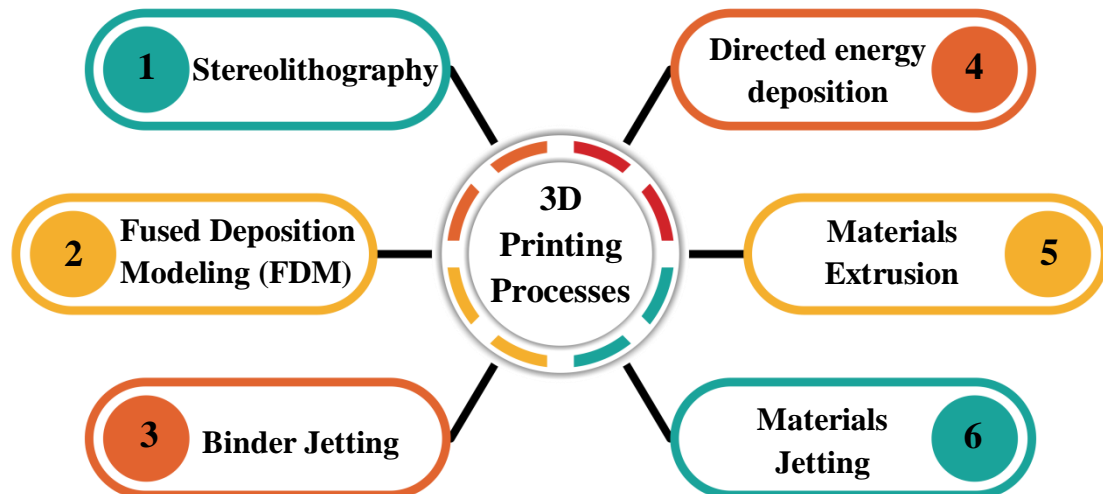 1
Stereolithography
2
Fused Deposition
Modeling (FDM)
3
Binder Jetting
3D
Printing
Processes
Directed energy
deposition
4
Materials
Extrusion
5
Materials
Jetting
6